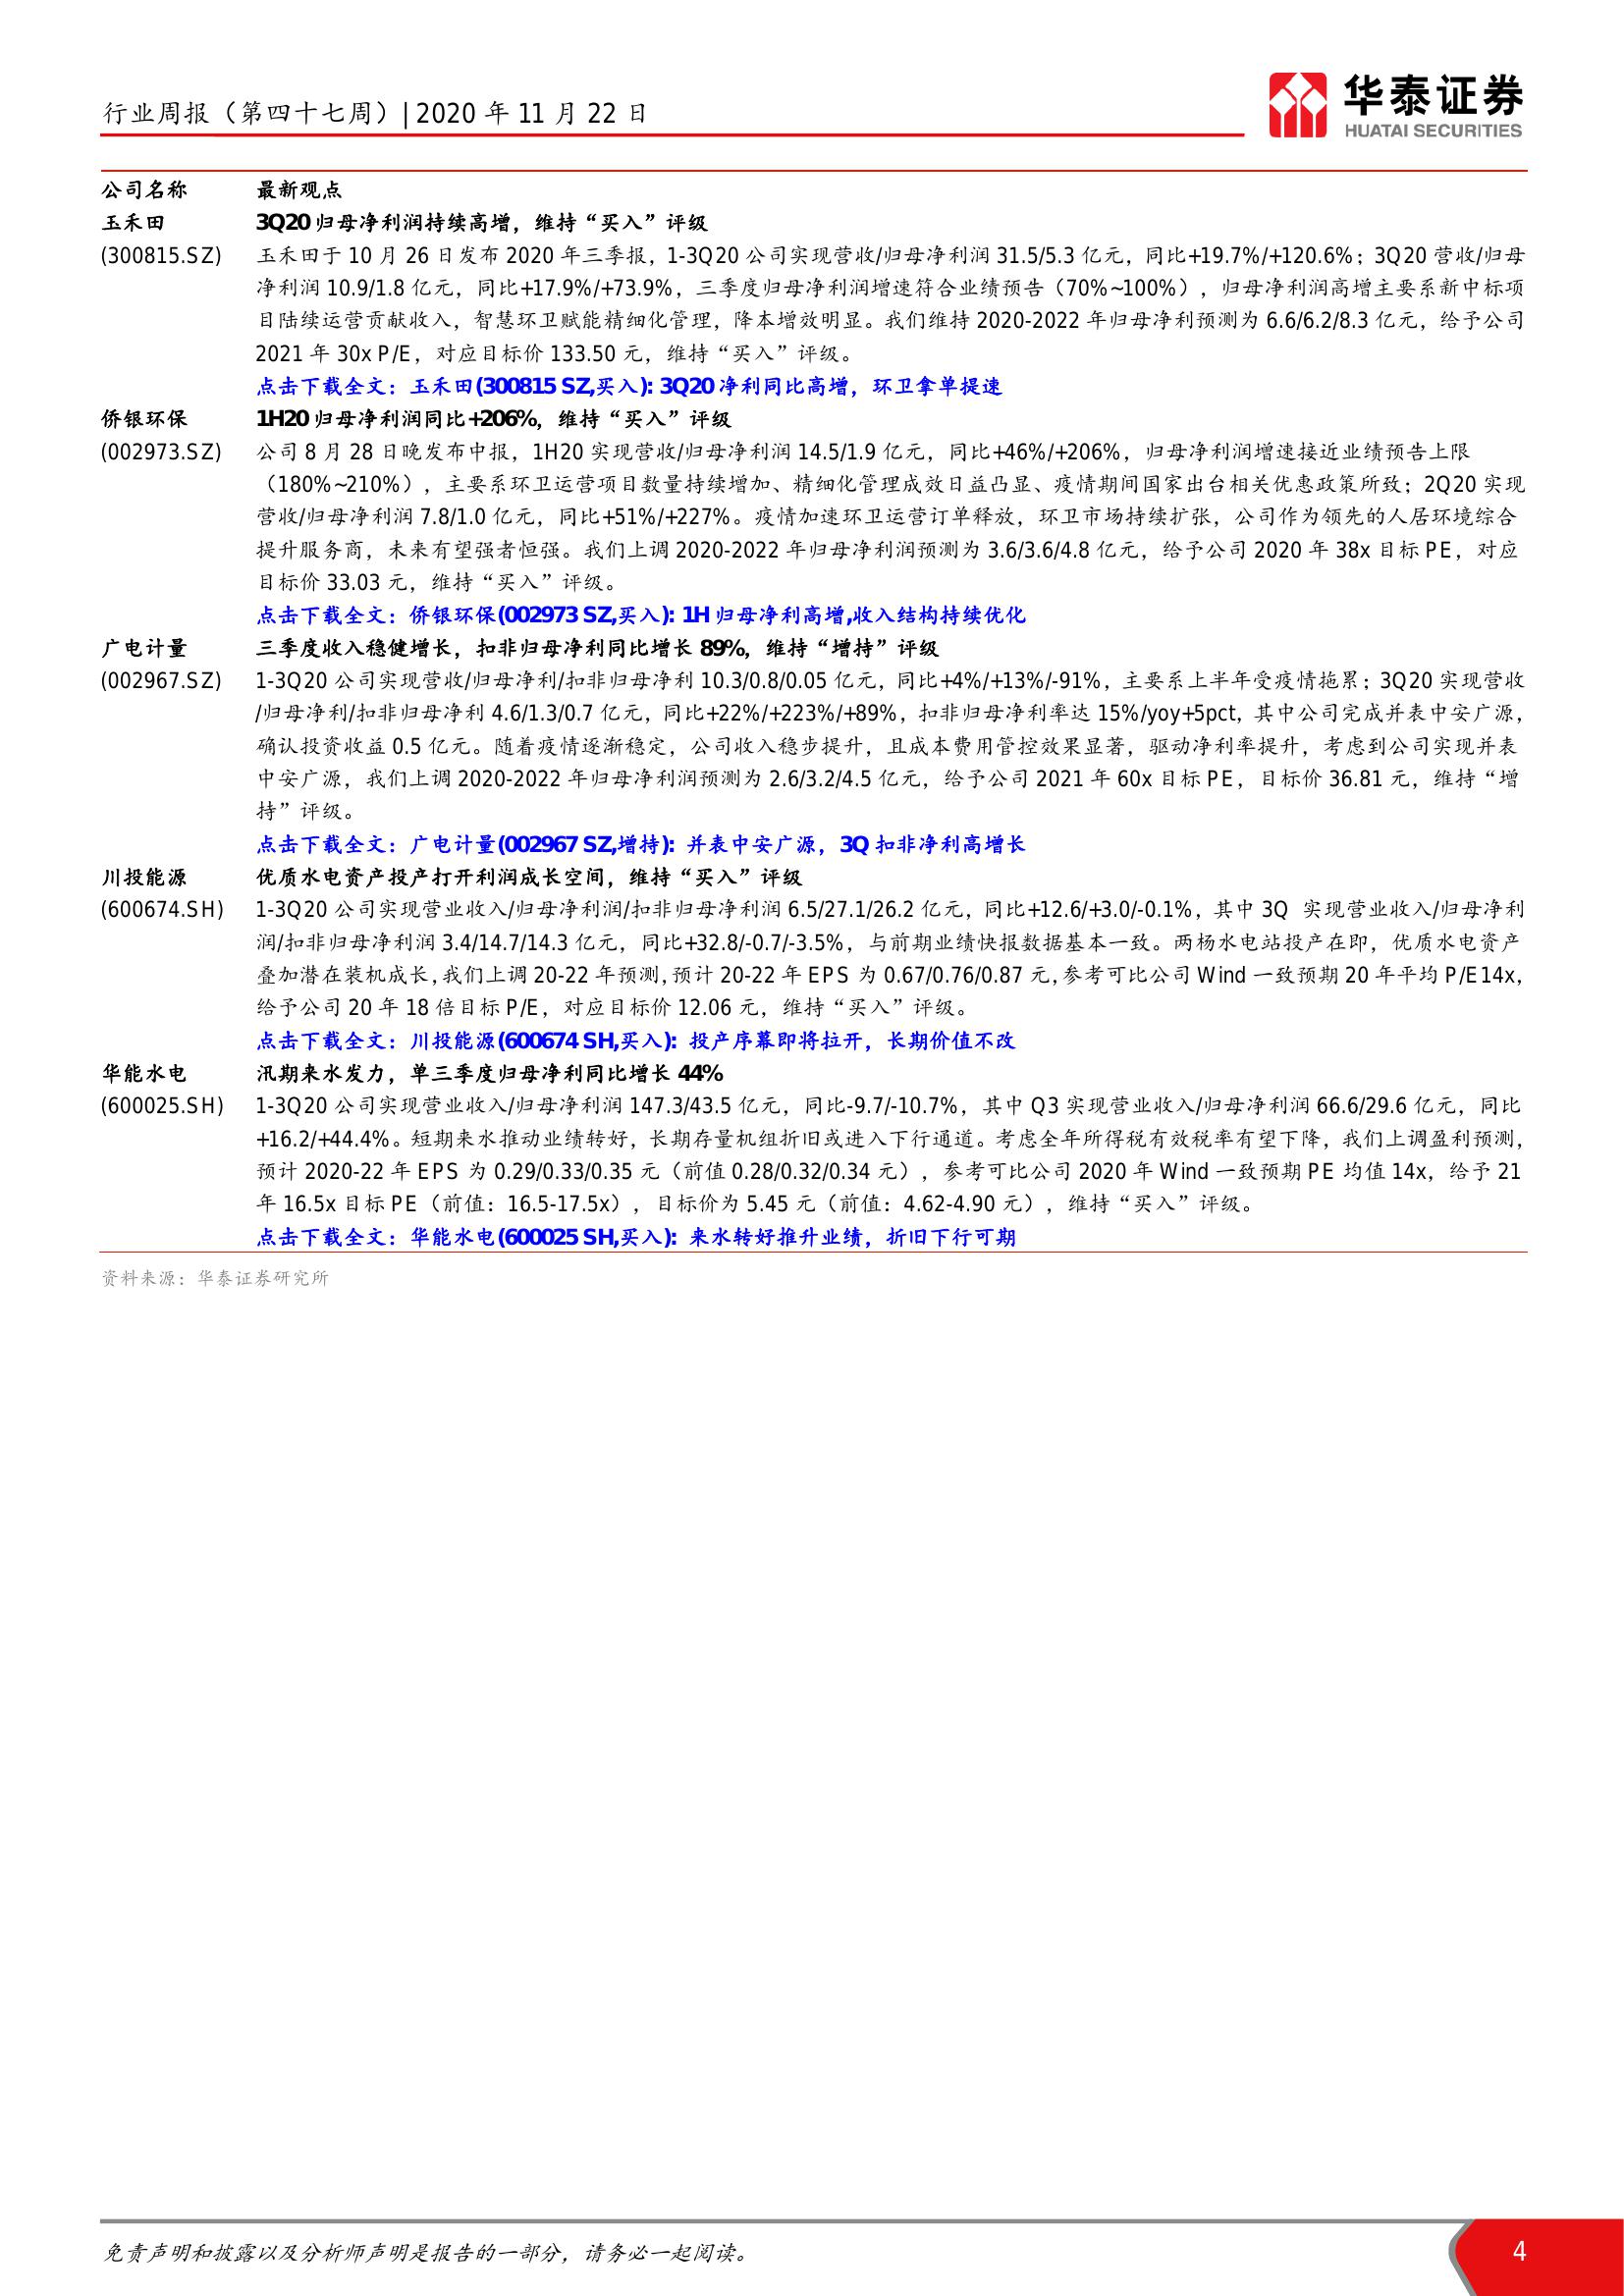 行业周报（第四十七周）| 2020 年 11 月 22 日
华泰证券
HUATAI SECURITIES
公司名称 最新观点
玉禾田 3Q20 归母净利润持续高增，维持“买入”评级
(300815.SZ) 玉禾田于 10 月 26 日发布 2020 年三季报，1-3Q20 公司实现营收/归母净利润 31.5/5.3 亿元，同比+19.7%/+120.6%；3Q20 营收/归母
净利润 10.9/1.8 亿元，同比+17.9%/+73.9%，三季度归母净利润增速符合业绩预告（70%~100%），归母净利润高增主要系新中标项
目陆续运营贡献收入，智慧环卫赋能精细化管理，降本增效明显。我们维持 2020-2022 年归母净利预测为 6.6/6.2/8.3 亿元，给予公司
2021 年 30x P/E，对应目标价 133.50 元，维持“买入”评级。
点击下载全文：玉禾田(300815 SZ,买入): 3Q20 净利同比高增，环卫拿单提速
侨银环保 1H20 归母净利润同比+206%，维持“买入”评级
(002973.SZ) 公司 8 月 28 日晚发布中报，1H20 实现营收/归母净利润 14.5/1.9 亿元，同比+46%/+206%，归母净利润增速接近业绩预告上限
（180%~210%），主要系环卫运营项目数量持续增加、精细化管理成效日益凸显、疫情期间国家出台相关优惠政策所致；2Q20 实现
营收/归母净利润 7.8/1.0 亿元，同比+51%/+227%。疫情加速环卫运营订单释放，环卫市场持续扩张，公司作为领先的人居环境综合
提升服务商，未来有望强者恒强。我们上调 2020-2022 年归母净利润预测为 3.6/3.6/4.8 亿元，给予公司 2020 年 38x 目标 PE，对应
目标价 33.03 元，维持“买入”评级。
点击下载全文：侨银环保(002973 SZ,买入): 1H 归母净利高增,收入结构持续优化
广电计量 三季度收入稳健增长，扣非归母净利同比增长 89%，维持“增持”评级
(002967.SZ) 1-3Q20 公司实现营收/归母净利/扣非归母净利 10.3/0.8/0.05 亿元，同比+4%/+13%/-91%，主要系上半年受疫情拖累；3Q20 实现营收
/归母净利/扣非归母净利 4.6/1.3/0.7 亿元，同比+22%/+223%/+89%，扣非归母净利率达 15%/yoy+5pct，其中公司完成并表中安广源，
确认投资收益 0.5 亿元。随着疫情逐渐稳定，公司收入稳步提升，且成本费用管控效果显著，驱动净利率提升，考虑到公司实现并表
中安广源，我们上调 2020-2022 年归母净利润预测为 2.6/3.2/4.5 亿元，给予公司 2021 年 60x 目标 PE，目标价 36.81 元，维持“增
持”评级。
点击下载全文：广电计量(002967 SZ,增持): 并表中安广源，3Q 扣非净利高增长
川投能源 优质水电资产投产打开利润成长空间，维持“买入”评级
(600674.SH) 1-3Q20 公司实现营业收入/归母净利润/扣非归母净利润 6.5/27.1/26.2 亿元，同比+12.6/+3.0/-0.1%，其中 3Q 实现营业收入/归母净利
润/扣非归母净利润 3.4/14.7/14.3 亿元，同比+32.8/-0.7/-3.5%，与前期业绩快报数据基本一致。两杨水电站投产在即，优质水电资产
叠加潜在装机成长,我们上调 20-22 年预测,预计 20-22 年 EPS 为 0.67/0.76/0.87 元,参考可比公司 Wind 一致预期 20 年平均 P/E14x,
给予公司 20 年 18 倍目标 P/E，对应目标价 12.06 元，维持“买入”评级。
点击下载全文：川投能源(600674 SH,买入): 投产序幕即将拉开，长期价值不改
华能水电 汛期来水发力，单三季度归母净利同比增长 44%
(600025.SH) 1-3Q20 公司实现营业收入/归母净利润 147.3/43.5 亿元，同比-9.7/-10.7%，其中 Q3 实现营业收入/归母净利润 66.6/29.6 亿元，同比
+16.2/+44.4%。短期来水推动业绩转好，长期存量机组折旧或进入下行通道。考虑全年所得税有效税率有望下降，我们上调盈利预测，
预计 2020-22 年 EPS 为 0.29/0.33/0.35 元（前值 0.28/0.32/0.34 元），参考可比公司 2020 年 Wind 一致预期 PE 均值 14x，给予 21
年 16.5x 目标 PE（前值：16.5-17.5x），目标价为 5.45 元（前值：4.62-4.90 元），维持“买入”评级。
点击下载全文：华能水电(600025 SH,买入): 来水转好推升业绩，折旧下行可期
资料来源：华泰证券研究所
免责声明和披露以及分析师声明是报告的一部分，请务必一起阅读。 4